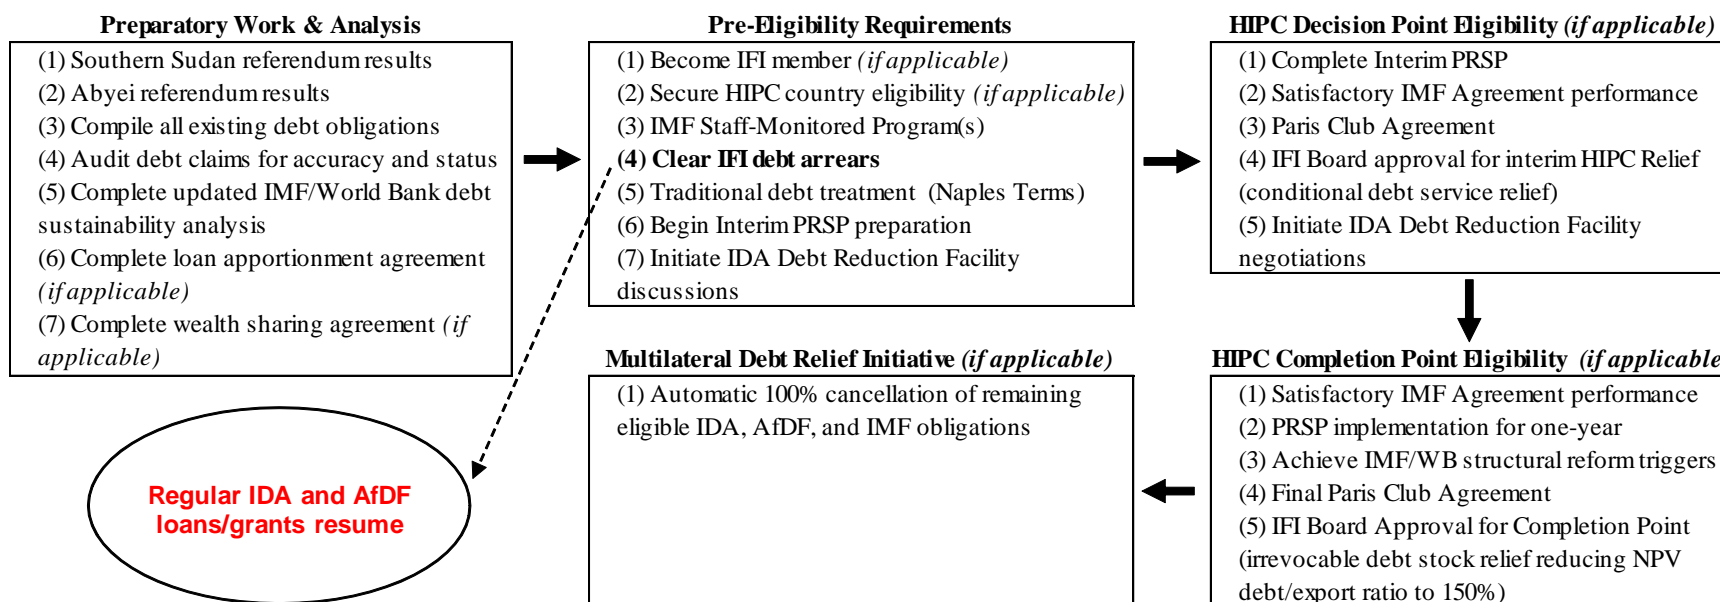 Preparatory Work & Analysis
(1) Southern Sudan referendum results
(2) Abyei referendum results
(3) Compile all existing debt obligations
(4) Audit debt claims for accuracy and status
(5) Complete updated IMF/World Bank debt
sustainability analysis
(6) Complete loan apportionment agreement
(if applicable)
(7) Complete wealth sharing agreement (if
applicable)
Pre-Eligibility Requirements
(1) Become IFI member (if applicable)
(2) Secure HIPC country eligibility (if applicable)
(3) IMF Staff-Monitored Program(s)
(4) Clear IFI debt arrears
(5) Traditional debt treatment (Naples Terms)
(6) Begin Interim PRSP preparation
(7) Initiate IDA Debt Reduction Facility
discussions
HIPC Decision Point Eligibility (if applicable)
(1) Complete Interim PRSP
(2) Satisfactory IMF Agreement performance
(3) Paris Club Agreement
(4) IFI Board approval for interim HIPC Relief
(conditional debt service relief)
(5) Initiate IDA Debt Reduction Facility
negotiations
HIPC Completion Point Eligibility (if applicable
(1) Satisfactory IMF Agreement performance
(2) PRSP implementation for one-year
(3) Achieve IMF/WB structural reform triggers
(4) Final Paris Club Agreement
(5) IFI Board Approval for Completion Point
(irrevocable debt stock relief reducing NPV
debt/export ratio to 150%)
Multilateral Debt Relief Initiative (if applicable)
(1) Automatic 100% cancellation of remaining
eligible IDA, AfDF, and IMF obligations
Regular IDA and AfDF
loans/grants resume